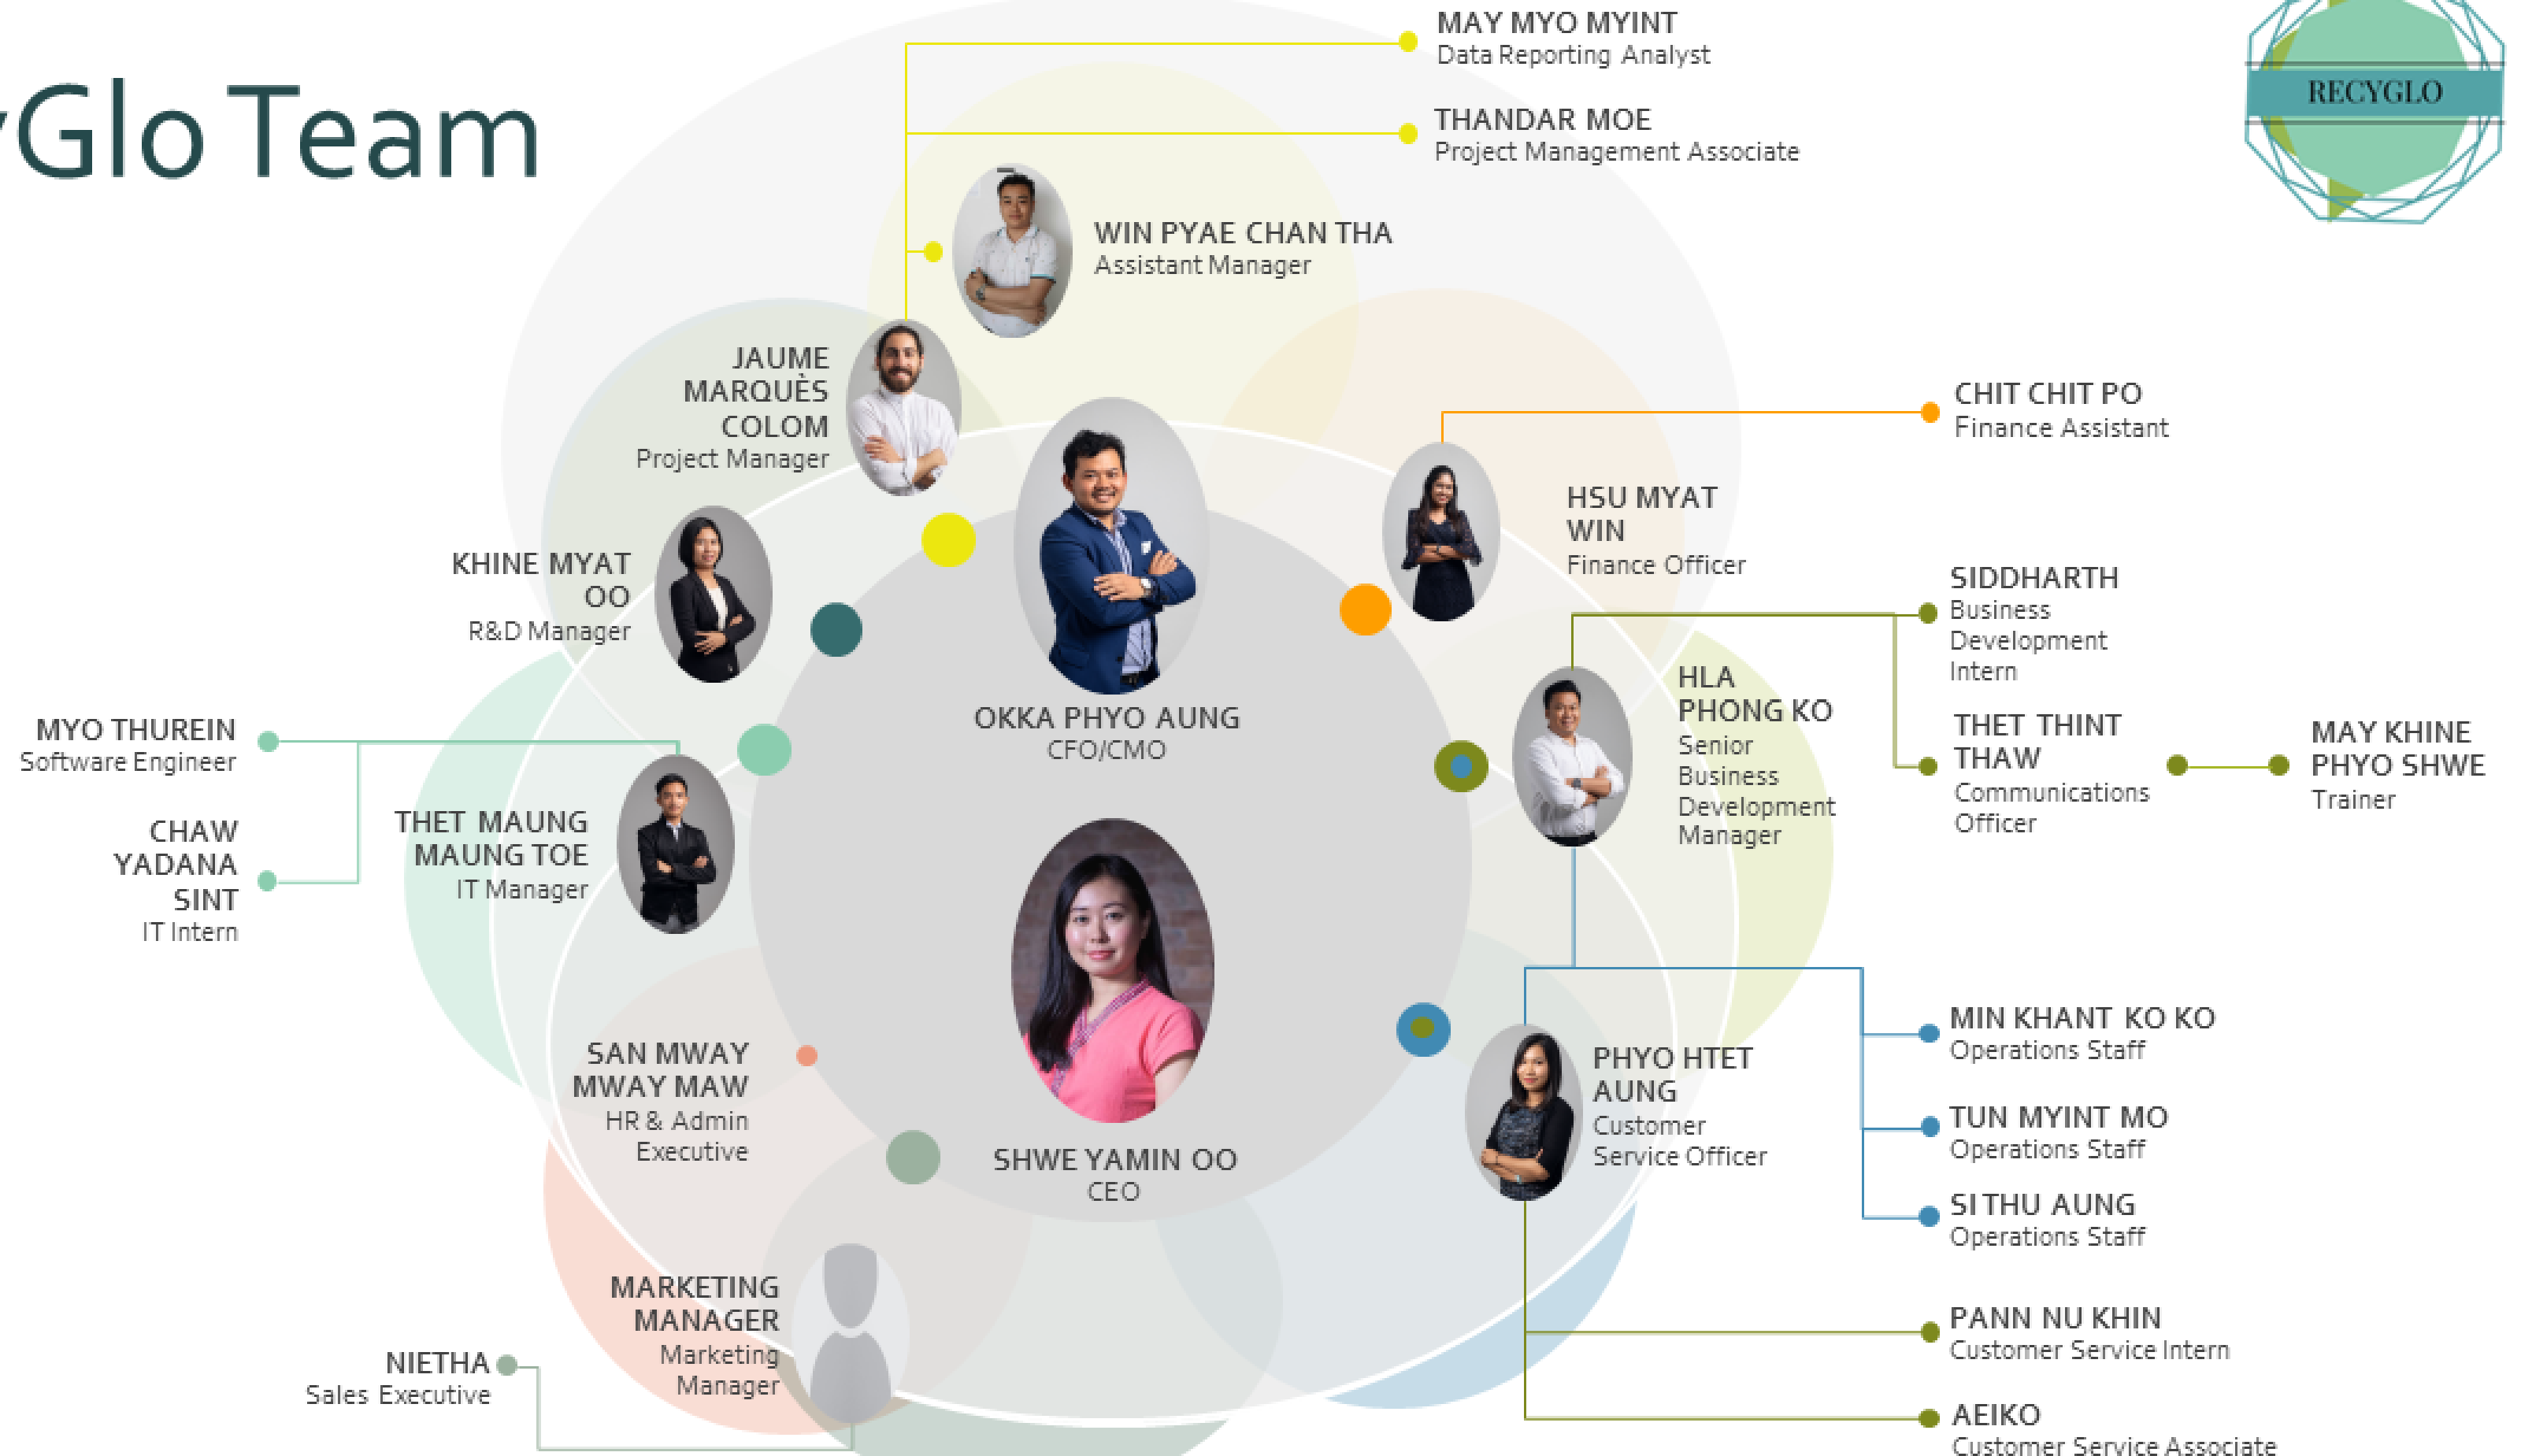 yGlo Team
RECYGLO
MAY MYO MYINT
Data Reporting Analyst
THANDAR MOE
Project Management Associate
WIN PYAE CHAN THA
Assistant Manager
JAUME
MARQUÈS
COLOM
Project Manager
CHIT CHIT PO
Finance Assistant
HSU MYAT
WIN
Finance Officer
KHINE MYAT
OO
R&D Manager
SIDDHARTH
Business
Development
Intern
OKKA PHYO AUNG
CFO/CMO
HLA
PHONG KO
Senior
Business
Development
Manager
THET THINT
THAW
Communications
Officer
MAY KHINE
PHYO SHWE
Trainer
MYO THUREIN
Software Engineer
CHAW
YADANA
SINT
IT Intern
THET MAUNG
MAUNG TOE
IT Manager
SAN MWAY
MWAY MAW
HR & Admin
Executive
SHWE YAMIN OO
CEO
PHYO HTET
AUNG
Customer
Service Officer
MIN KHANT KO KO
Operations Staff
TUN MYINT MO
Operations Staff
SI THU AUNG
Operations Staff
MARKETING
MANAGER
Marketing
Manager
NIETHA
Sales Executive
PANN NU KHIN
Customer Service Intern
AEIKO
Customer Service Associate